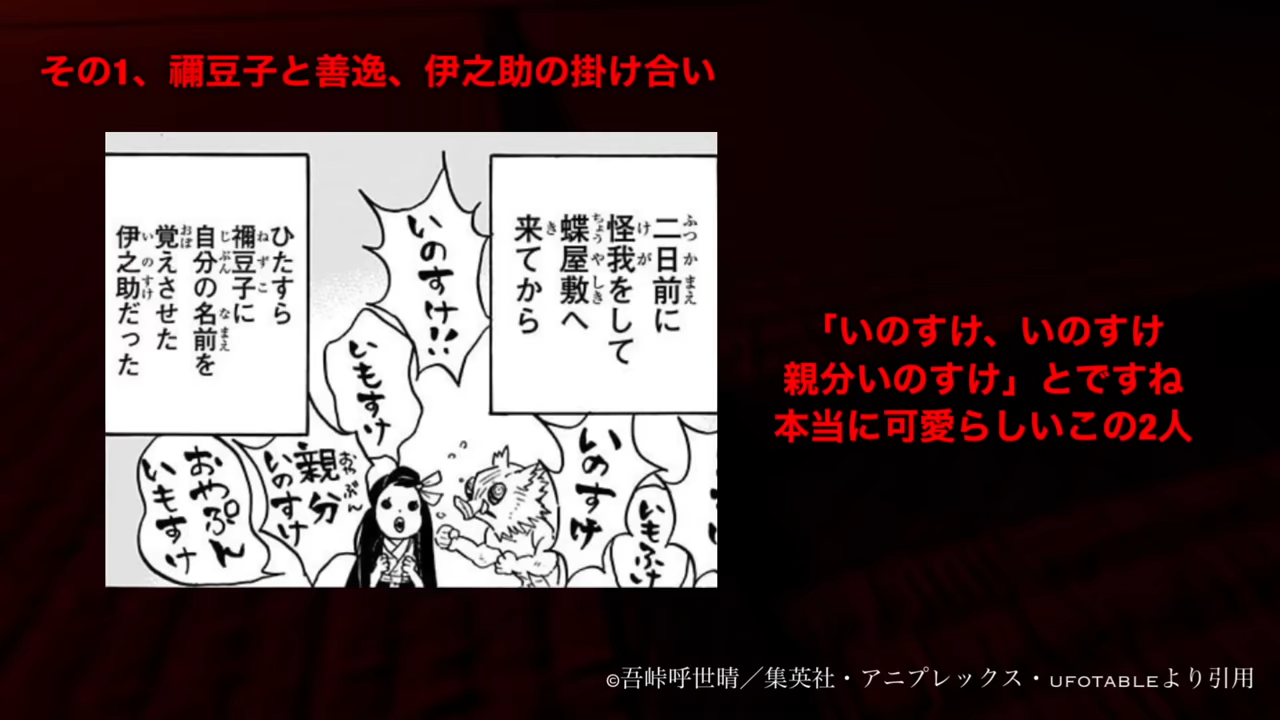 その1、禰豆子と善逸、伊之助の掛け合い
二日前に
怪我をして
蝶屋敷へ
来てから
いのすけ!!
いもすけ
ひたすら
禰豆子に
自分の名前を
覚えさせた
伊之助だった
いのすけ
いもふけ
親分
いのすけ
おやぷん
いもすけ
「いのすけ、いのすけ
親分いのすけ」とですね
本当に可愛らしいこの2人
©吾峠呼世晴／集英社・アニプレックス・UFOTABLEより引用